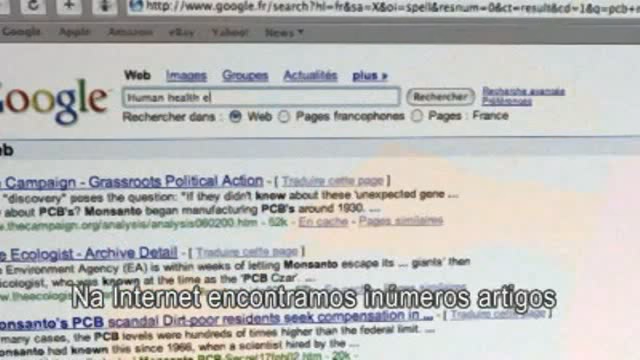 http://www.google.fr/search?hl=fr&sa=X&oi=spell&resnum=0&ct=result&cd=1&q=pcb+
Google Apple Amazon eBay Yahoo! News
Web Images Groupes Actualités plus »
Google
Human health e
Rechercher
Recherche avancée
Préférences
Rechercher dans : Web Pages francophones Pages : France
Campaign - Grassroots Political Action - [ Traduire cette page ]
"discovery" poses the question: "If they didn't know about these 'unexpected gene ...
about PCB's? Monsanto began manufacturing PCB's around 1930. ...
.thecampaign.org/analysis080200.htm - 52k - En cache - Pages similaires
Ecologist - Archive Detail - [ Traduire cette page ]
Environment Agency (EA) is within weeks of letting Monsanto escape its ... giants' then
known at the time as the 'PCB Czar'.
Na Internet encontramos inúmeros artigos
Monsanto's PCB scandal Dirt-poor residents seek compensation in ...
many cases, the PCB levels were hundreds of times higher than the federal limit. ...
had known this since 1966, when a scientist hired by the ...